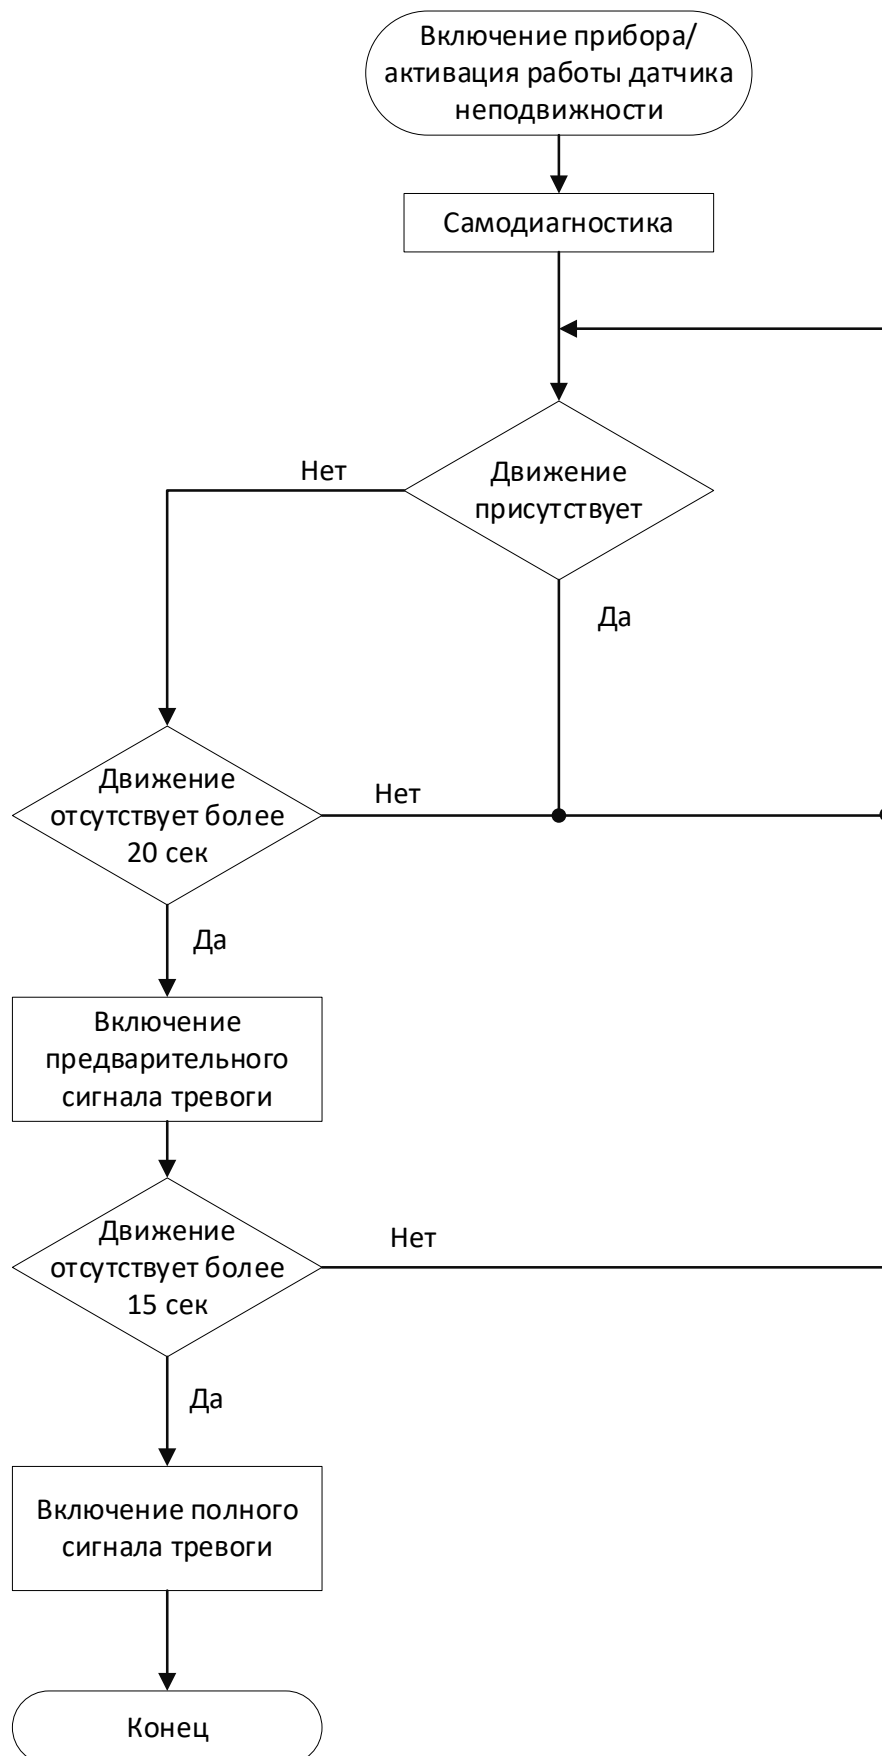 Включение прибора/
активация работы датчика
неподвижности
Самодиагностика
Движение
присутствует
Нет
Да
Движение
отсутствует более
20 сек
Нет
Да
Включение
предварительного
сигнала тревоги
Движение
отсутствует более
15 сек
Нет
Да
Включение полного
сигнала тревоги
Конец